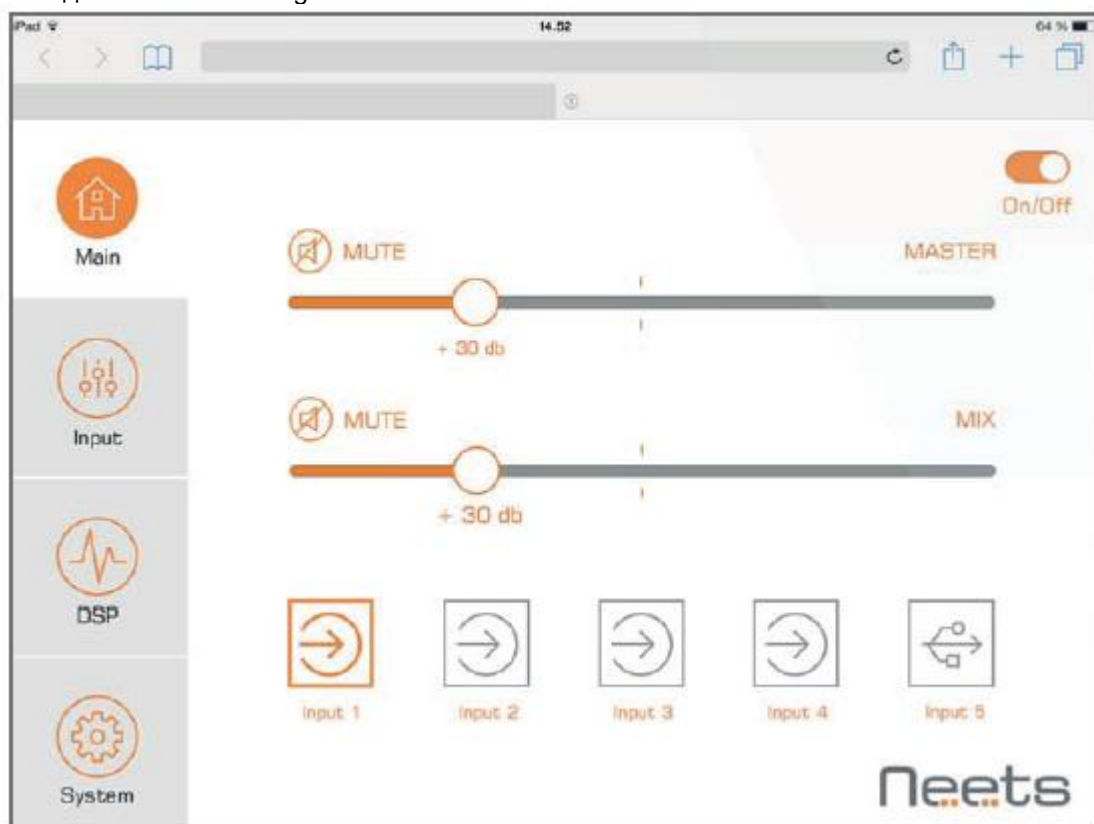 iPad 14.52 64 %
On/Off
MUTE MASTER
+ 30 db
MUTE MIX
+ 30 db
Main
Input
DSP
System
Input 1 Input 2 Input 3 Input 4 Input 5
neets